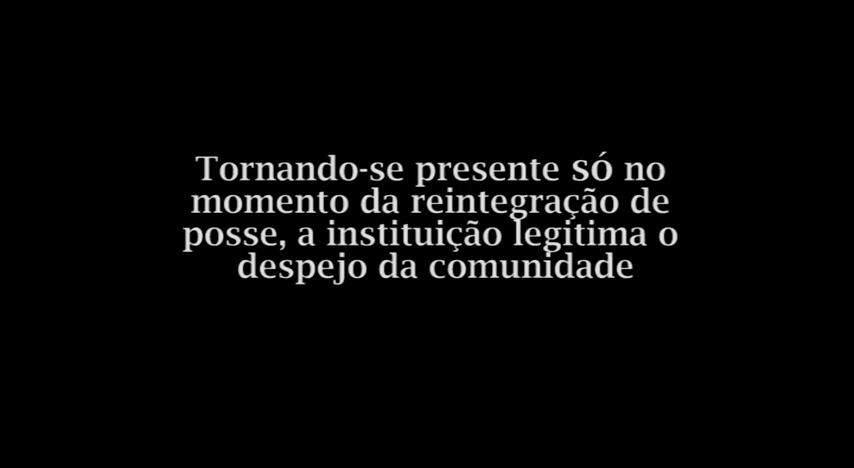 Tornando-se presente só no
momento da reintegração de
posse, a instituição legitima o
despejo da comunidade